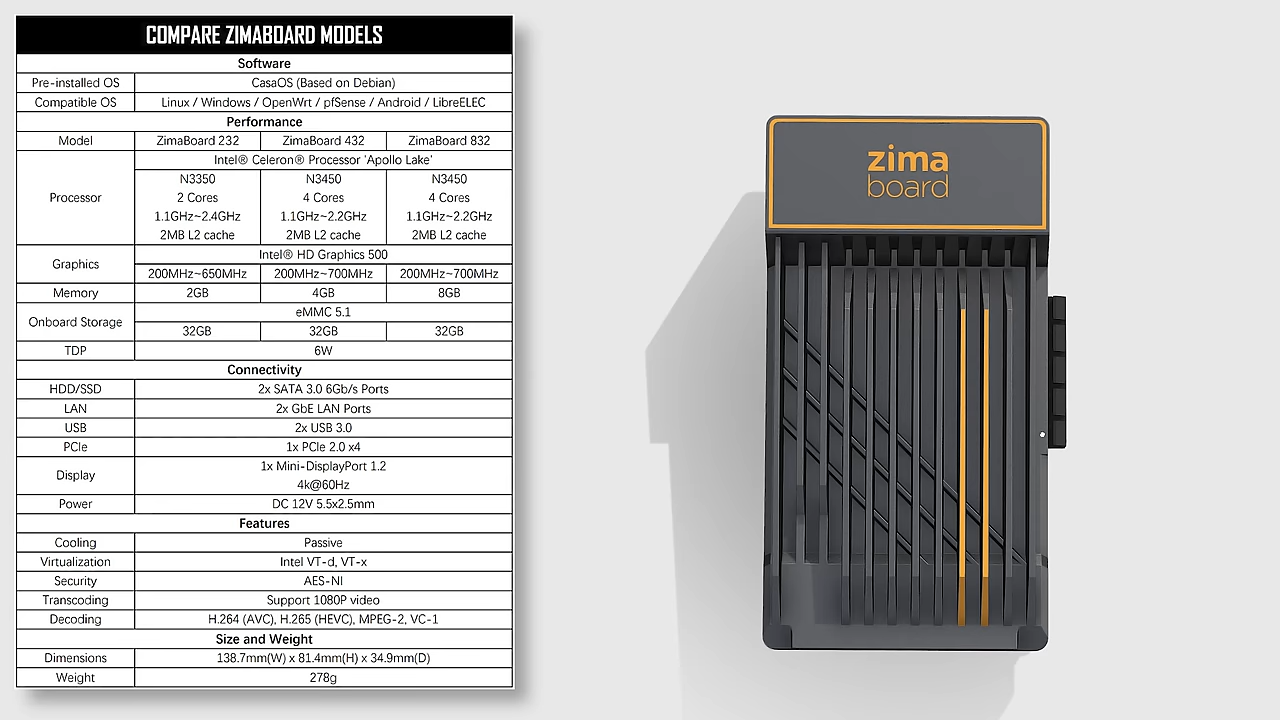 COMPARE ZIMABOARD MODELS
Software
Pre-installed OS CasaOS (Based on Debian)
Compatible OS Linux / Windows / OpenWrt / pfSense / Android / LibreELEC
Performance
Model ZimaBoard 232 ZimaBoard 432 ZimaBoard 832
Processor Intel® Celeron® Processor 'Apollo Lake'
N3350 N3450 N3450
2 Cores 4 Cores 4 Cores
1.1GHz~2.4GHz 1.1GHz~2.2GHz 1.1GHz~2.2GHz
2MB L2 cache 2MB L2 cache 2MB L2 cache
Graphics Intel® HD Graphics 500
200MHz~650MHz 200MHz~700MHz 200MHz~700MHz
Memory 2GB 4GB 8GB
Onboard Storage eMMC 5.1
32GB 32GB 32GB
TDP 6W
Connectivity
HDD/SSD 2x SATA 3.0 6Gb/s Ports
LAN 2x GbE LAN Ports
USB 2x USB 3.0
PCIe 1x PCIe 2.0 x4
Display 1x Mini-DisplayPort 1.2
4k@60Hz
Power DC 12V 5.5x2.5mm
Features
Cooling Passive
Virtualization Intel VT-d, VT-x
Security AES-NI
Transcoding Support 1080P video
Decoding H.264 (AVC), H.265 (HEVC), MPEG-2, VC-1
Size and Weight
Dimensions 138.7mm(W) x 81.4mm(H) x 34.9mm(D)
Weight 278g
zima
board